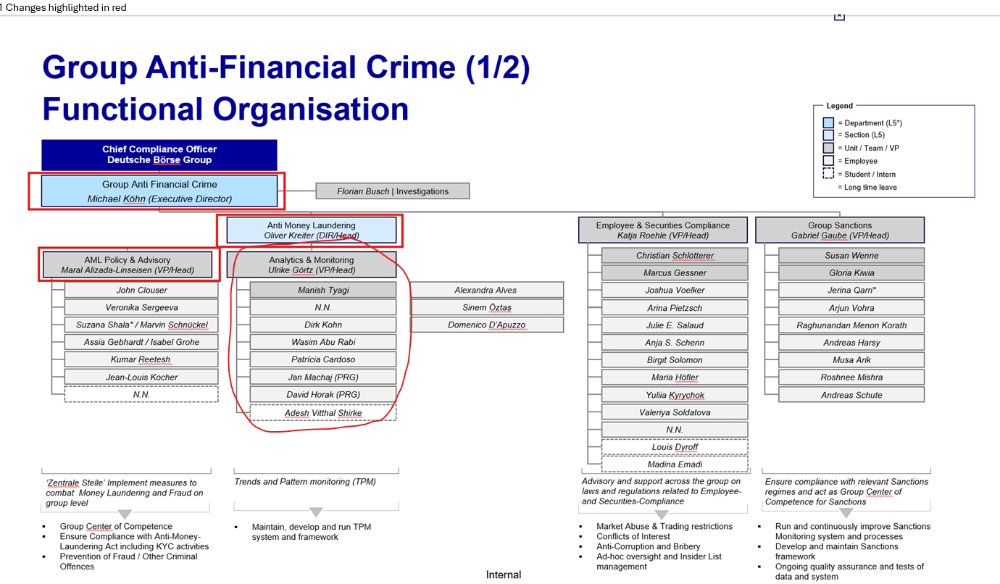 1 Changes highlighted in red
Group Anti-Financial Crime (1/2)
Functional Organisation
Legend
= Department (L5*)
= Section (L5)
= Unit / Team / VP
= Employee
= Student / Intern
= Long time leave
Chief Compliance Officer
Deutsche Börse Group
Group Anti Financial Crime
Michael Köhn (Executive Director)
Florian Busch | Investigations
Anti Money Laundering
Oliver Kreiter (DIR/Head)
AML Policy & Advisory
Maral Alizada-Linseisen (VP/Head)
John Clouser
Veronika Sergeeva
Suzana Shala* / Marvin Schnückel
Assia Gebhardt / Isabel Grohe
Kumar Reetesh
Jean-Louis Kocher
N.N.
Analytics & Monitoring
Ulrike Görtz (VP/Head)
Manish Tyagi
N.N.
Dirk Kohn
Wasim Abu Rabi
Patrícia Cardoso
Jan Machaj (PRG)
David Horak (PRG)
Adesh Vitthal Shirke
Alexandra Alves
Sinem Öztaş
Domenico D'Apuzzo
Employee & Securities Compliance
Katja Roehle (VP/Head)
Christian Schlötterer
Marcus Gessner
Joshua Voelker
Arina Pietzsch
Julie E. Salaud
Anja S. Schenn
Birgit Solomon
Maria Höfler
Yuliia Kyrychok
Valeriya Soldatova
N.N.
Louis Dyroff
Madina Emadi
Group Sanctions
Gabriel Gaube (VP/Head)
Susan Wenne
Gloria Kiwia
Jerina Qarri*
Arjun Vohra
Raghunandan Menon Korath
Andreas Harsy
Musa Arik
Roshnee Mishra
Andreas Schute
'Zentrale Stelle' Implement measures to
combat Money Laundering and Fraud on
group level
▪ Group Center of Competence
▪ Ensure Compliance with Anti-Money-
Laundering Act including KYC activities
▪ Prevention of Fraud / Other Criminal
Offences
Trends and Pattern monitoring (TPM)
▪ Maintain, develop and run TPM
system and framework
Advisory and support across the group on
laws and regulations related to Employee-
and Securities-Compliance
▪ Market Abuse & Trading restrictions
▪ Conflicts of Interest
▪ Anti-Corruption and Bribery
▪ Ad-hoc oversight and Insider List
management
Ensure compliance with relevant Sanctions
regimes and act as Group Center of
Competence for Sanctions
▪ Run and continuously improve Sanctions
Monitoring system and processes
▪ Develop and maintain Sanctions
framework
▪ Ongoing quality assurance and tests of
data and system
Internal